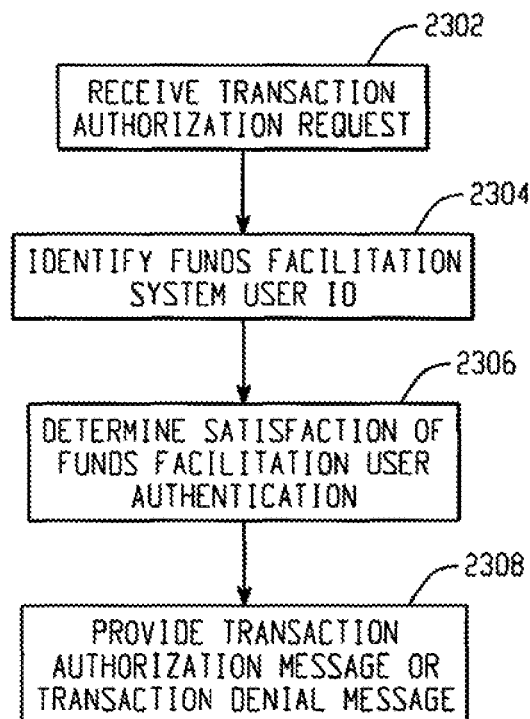 2302
RECEIVE TRANSACTION
AUTHORIZATION REQUEST
2304
IDENTIFY FUNDS FACILITATION
SYSTEM USER ID
2306
DETERMINE SATISFACTION OF
FUNDS FACILITATION USER
AUTHENTICATION
2308
PROVIDE TRANSACTION
AUTHORIZATION MESSAGE OR
TRANSACTION DENIAL MESSAGE